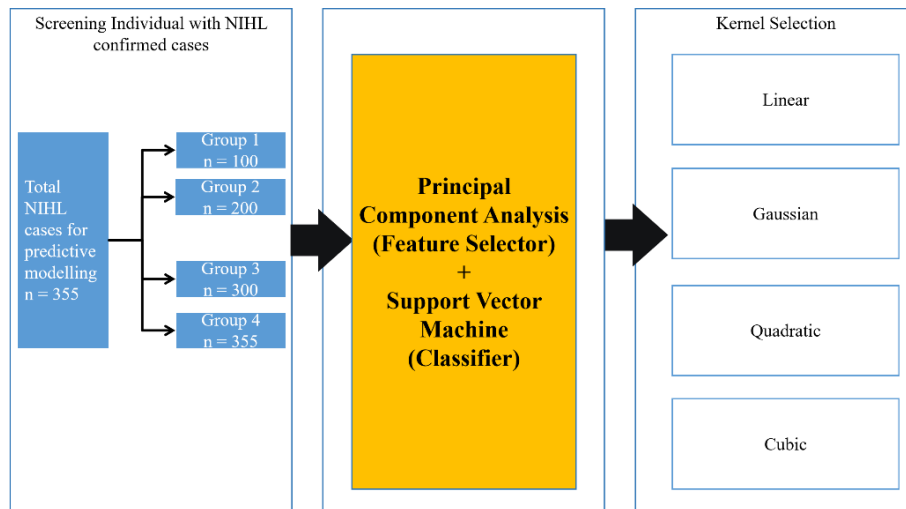 Screening Individual with NIHL
confirmed cases
Total
NIHL
cases for
predictive
modelling
n = 355
Group 1
n = 100
Group 2
n = 200
Group 3
n = 300
Group 4
n = 355
Principal
Component Analysis
(Feature Selector)
+
Support Vector
Machine
(Classifier)
Kernel Selection
Linear
Gaussian
Quadratic
Cubic